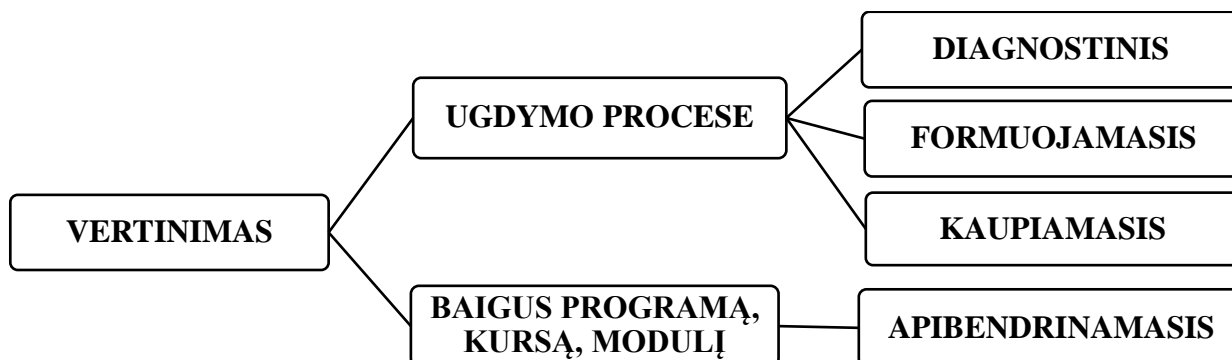 DIAGNOSTINIS
UGDYMO PROCESE
FORMUOJAMASIS
VERTINIMAS
KAUPIAMASIS
BAIGUS PROGRAMĄ,
KURSĄ, MODULĮ
APIBENDRINAMASIS